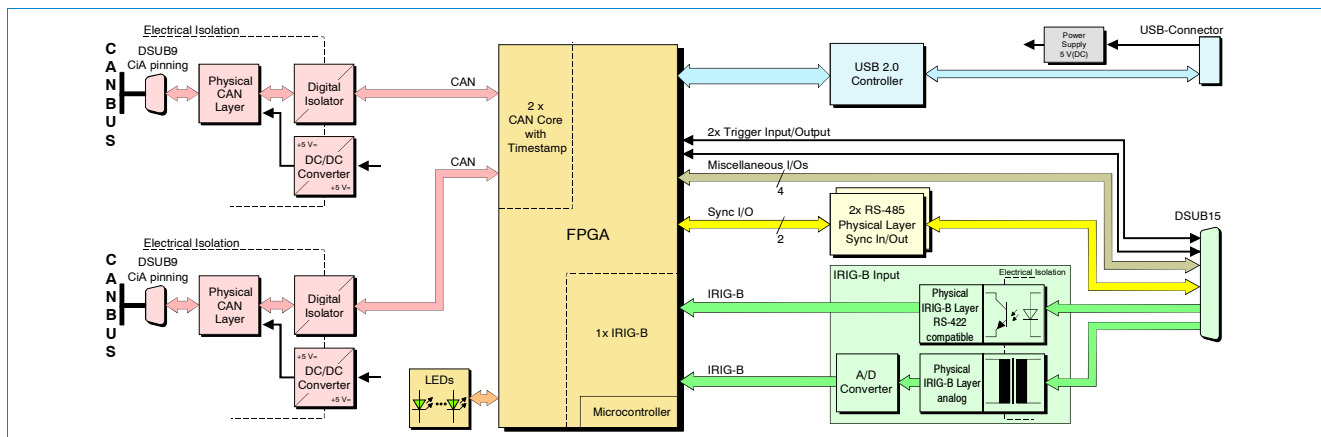 Electrical Isolation
C
A
N
B
U
S
DSUB9
CiA pinning
Physical
CAN
Layer
Digital
Isolator
+5 V=
DC/DC
Converter
+5 V=
CAN
CAN
Electrical Isolation
C
A
N
B
U
S
DSUB9
CiA pinning
Physical
CAN
Layer
Digital
Isolator
+5 V=
DC/DC
Converter
+5 V=
LEDs
2 x
CAN Core
with
Timestamp
FPGA
1x IRIG-B
Microcontroller
USB 2.0
Controller
Power
Supply
5 V(DC)
USB-Connector
2x Trigger Input/Output
Miscellaneous I/Os
4
Sync I/O
2
2x RS-485
Physical Layer
Sync In/Out
DSUB15
IRIG-B Input
Electrical Isolation
IRIG-B
Physical
IRIG-B Layer
RS-422
compatible
IRIG-B
A/D
Converter
Physical
IRIG-B Layer
analog